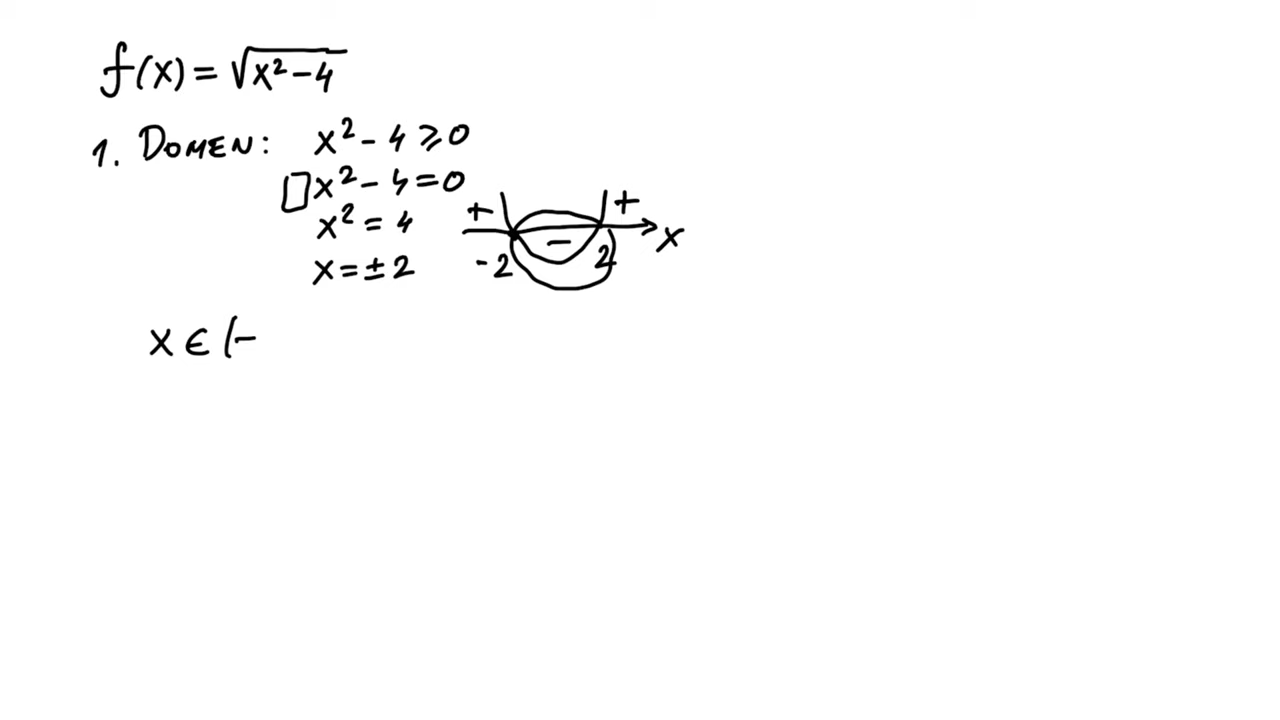 f(x) = √(x² - 4)
1. DOMEN: x² - 4 ⩾ 0
x² - 4 = 0
x² = 4
x = ± 2
+ - + x
-2 2
x ∈ (-